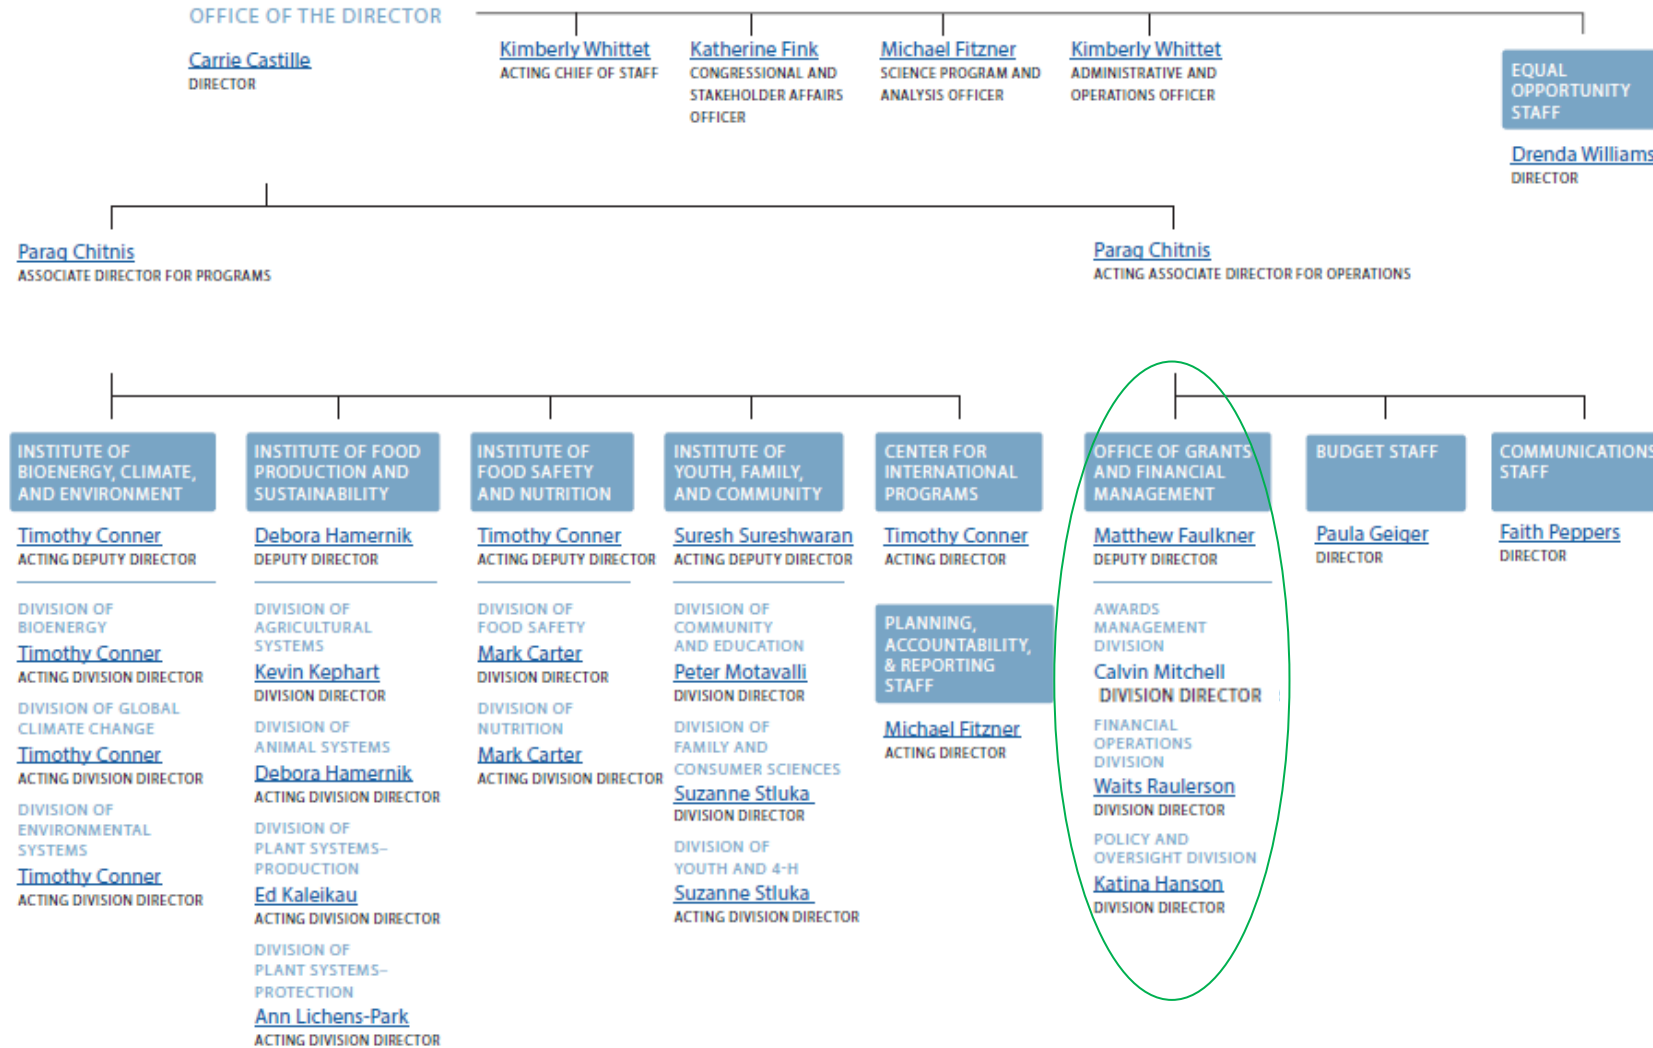 OFFICE OF THE DIRECTOR
Carrie Castille
DIRECTOR
Kimberly Whittet
ACTING CHIEF OF STAFF
Katherine Fink
CONGRESSIONAL AND
STAKEHOLDER AFFAIRS
OFFICER
Michael Fitzner
SCIENCE PROGRAM AND
ANALYSIS OFFICER
Kimberly Whittet
ADMINISTRATIVE AND
OPERATIONS OFFICER
EQUAL
OPPORTUNITY
STAFF
Drenda Williams
DIRECTOR
Parag Chitnis
ASSOCIATE DIRECTOR FOR PROGRAMS
Parag Chitnis
ACTING ASSOCIATE DIRECTOR FOR OPERATIONS
INSTITUTE OF
BIOENERGY, CLIMATE,
AND ENVIRONMENT
Timothy Conner
ACTING DEPUTY DIRECTOR
DIVISION OF
BIOENERGY
Timothy Conner
ACTING DIVISION DIRECTOR
DIVISION OF GLOBAL
CLIMATE CHANGE
Timothy Conner
ACTING DIVISION DIRECTOR
DIVISION OF
ENVIRONMENTAL
SYSTEMS
Timothy Conner
ACTING DIVISION DIRECTOR
INSTITUTE OF FOOD
PRODUCTION AND
SUSTAINABILITY
Debora Hamernik
DEPUTY DIRECTOR
DIVISION OF
AGRICULTURAL
SYSTEMS
Kevin Kephart
DIVISION DIRECTOR
DIVISION OF
ANIMAL SYSTEMS
Debora Hamernik
ACTING DIVISION DIRECTOR
DIVISION OF
PLANT SYSTEMS–
PRODUCTION
Ed Kaleikau
ACTING DIVISION DIRECTOR
DIVISION OF
PLANT SYSTEMS–
PROTECTION
Ann Lichens-Park
ACTING DIVISION DIRECTOR
INSTITUTE OF
FOOD SAFETY
AND NUTRITION
Timothy Conner
ACTING DEPUTY DIRECTOR
DIVISION OF
FOOD SAFETY
Mark Carter
DIVISION DIRECTOR
DIVISION OF
NUTRITION
Mark Carter
ACTING DIVISION DIRECTOR
INSTITUTE OF
YOUTH, FAMILY,
AND COMMUNITY
Suresh Sureshwaran
ACTING DEPUTY DIRECTOR
DIVISION OF
COMMUNITY
AND EDUCATION
Peter Motavalli
DIVISION DIRECTOR
DIVISION OF
FAMILY AND
CONSUMER SCIENCES
Suzanne Stluka
DIVISION DIRECTOR
DIVISION OF
YOUTH AND 4-H
Suzanne Stluka
ACTING DIVISION DIRECTOR
CENTER FOR
INTERNATIONAL
PROGRAMS
Timothy Conner
ACTING DIRECTOR
PLANNING,
ACCOUNTABILITY,
& REPORTING
STAFF
Michael Fitzner
ACTING DIRECTOR
OFFICE OF GRANTS
AND FINANCIAL
MANAGEMENT
Matthew Faulkner
DEPUTY DIRECTOR
AWARDS
MANAGEMENT
DIVISION
Calvin Mitchell
DIVISION DIRECTOR
FINANCIAL
OPERATIONS
DIVISION
Waits Raulerson
DIVISION DIRECTOR
POLICY AND
OVERSIGHT DIVISION
Katina Hanson
DIVISION DIRECTOR
BUDGET STAFF
Paula Geiger
DIRECTOR
COMMUNICATIONS
STAFF
Faith Peppers
DIRECTOR